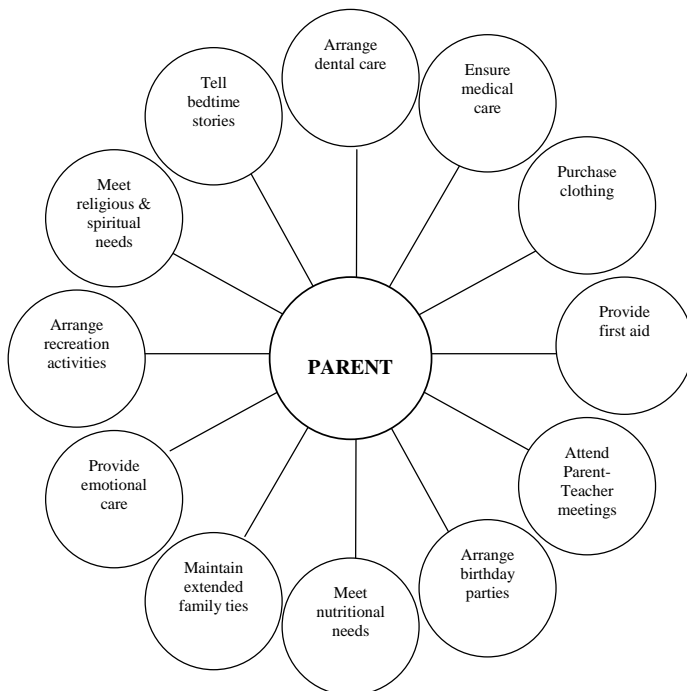 Arrange
dental care
Ensure
medical
care
Purchase
clothing
Provide
first aid
Attend
Parent-
Teacher
meetings
Arrange
birthday
parties
Meet
nutritional
needs
Maintain
extended
family ties
Provide
emotional
care
Arrange
recreation
activities
Meet
religious &
spiritual
needs
Tell
bedtime
stories
PARENT